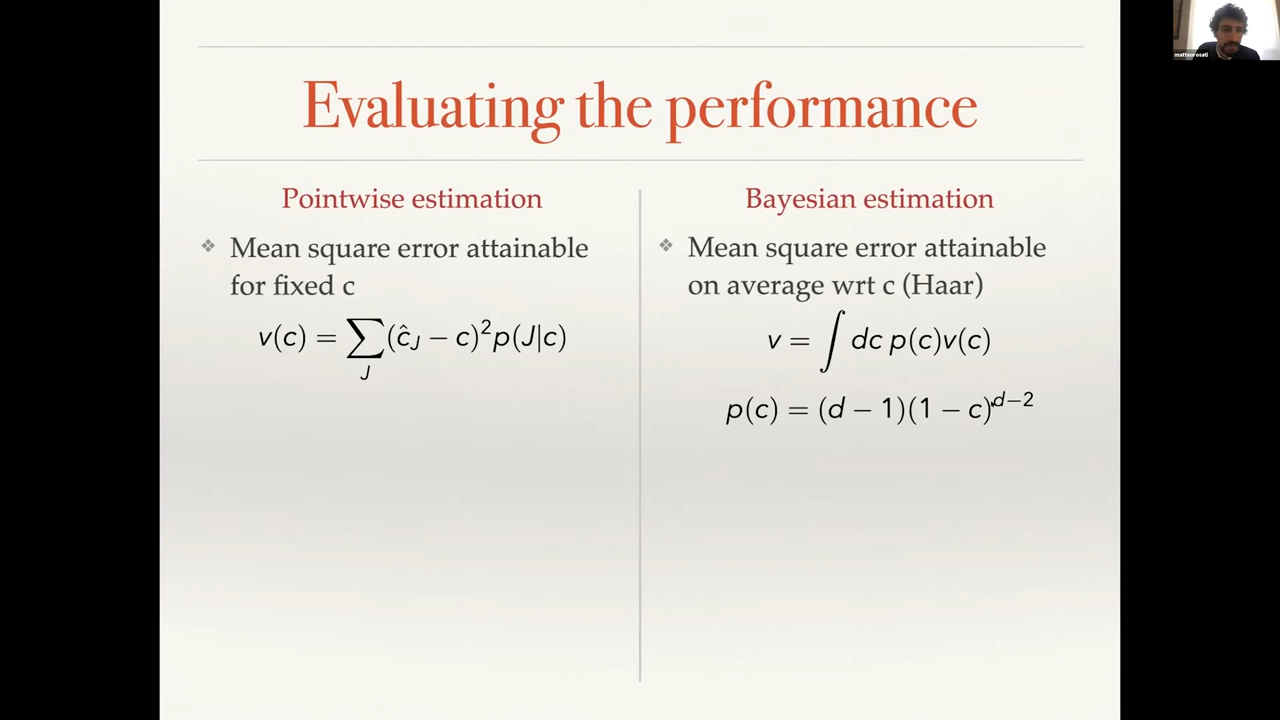 Evaluating the performance
Pointwise estimation
❖ Mean square error attainable
for fixed c
v(c) = ∑_J (ĉ_J − c)²p(J|c)
Bayesian estimation
❖ Mean square error attainable
on average wrt c (Haar)
v = ∫ dc p(c)v(c)
p(c) = (d − 1)(1 − c)^{d−2}
matteorosati